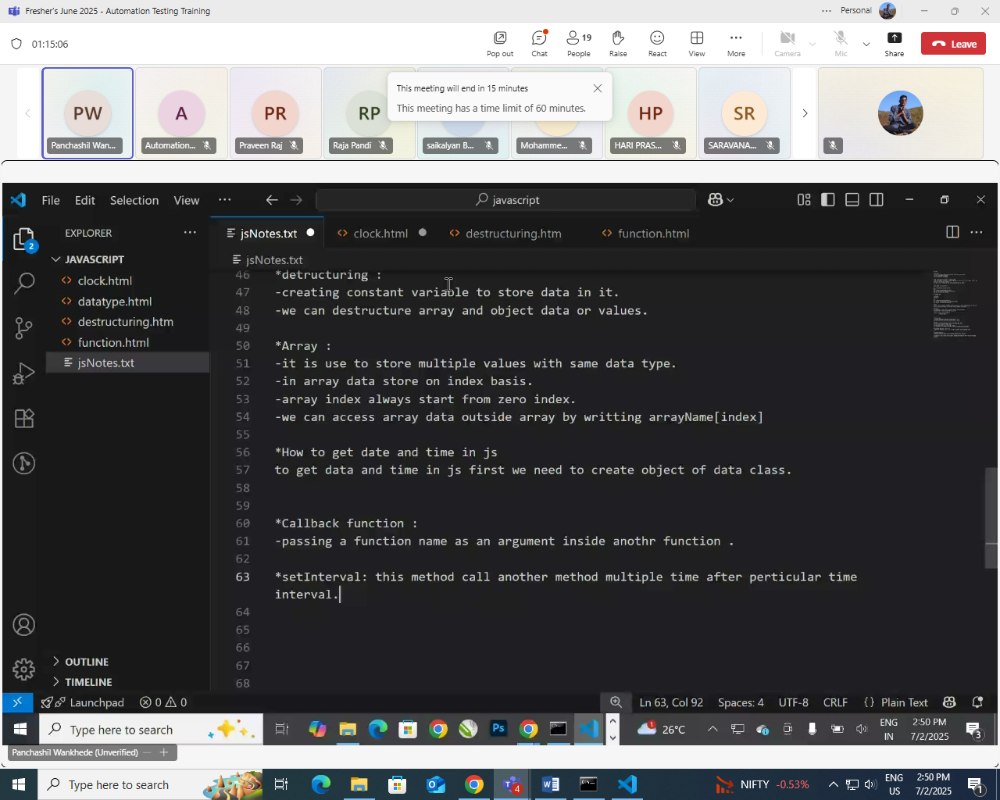 Fresher's June 2025 - Automation Testing Training
Personal
01:15:06
Pop out
Chat
19
People
Raise
React
View
More
Camera
Mic
Share
Leave
This meeting will end in 15 minutes
This meeting has a time limit of 60 minutes.
PW
A
PR
RP
HP
SR
Panchashil Wan...
Automation...
Praveen Raj
Raja Pandi
saikalyan B...
Mohamme...
HARI PRAS...
SARAVANA...
File
Edit
Selection
View
javascript
EXPLORER
JAVASCRIPT
clock.html
datatype.html
destructuring.htm
function.html
jsNotes.txt
OUTLINE
TIMELINE
2
jsNotes.txt
clock.html
destructuring.htm
function.html
jsNotes.txt
46 *detructuring :
47 -creating constant variable to store data in it.
48 -we can destructure array and object data or values.
49
50 *Array :
51 -it is use to store multiple values with same data type.
52 -in array data store on index basis.
53 -array index always start from zero index.
54 -we can access array data outside array by writting arrayName[index]
55
56 *How to get date and time in js
57 to get data and time in js first we need to create object of data class.
58
59
60 *Callback function :
61 -passing a function name as an argument inside anothr function .
62
63 *setInterval: this method call another method multiple time after perticular time
interval.
64
65
66
67
68
Launchpad
0
0
Ln 63, Col 92
Spaces: 4
UTF-8
CRLF
{} Plain Text
Type here to search
Ps
1
26°C
ENG
IN
2:50 PM
7/2/2025
3
Panchashil Wankhede (Unverified)
Type here to search
4
NIFTY -0.53%
ENG
US
2:50 PM
7/2/2025
1